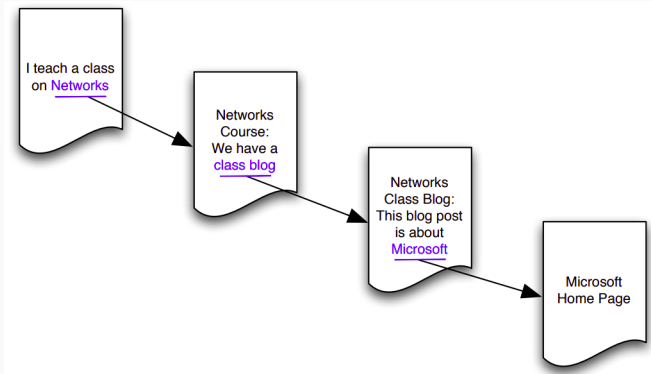 I teach a class
on Networks
Networks
Course:
We have a
class blog
Networks
Class Blog:
This blog post
is about
Microsoft
Microsoft
Home Page